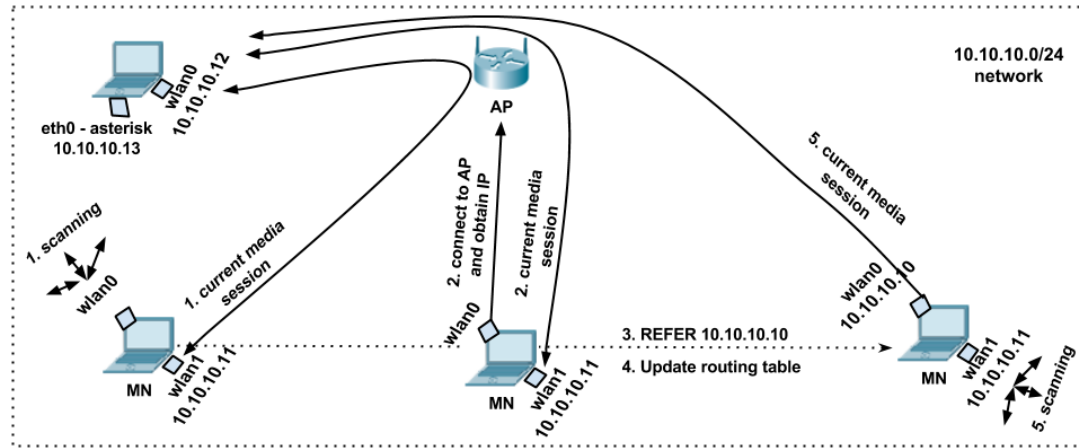 10.10.10.0/24
network
wlan0
10.10.10.12
eth0 - asterisk
10.10.10.13
AP
1. scanning
wlan0
1. current media
session
MN
wlan1
10.10.10.11
2. connect to AP
and obtain IP
2. current media
session
wlan0
MN
wlan1
10.10.10.11
3. REFER 10.10.10.10
4. Update routing table
5. current media
session
wlan0
10.10.10.10
MN
wlan1
10.10.10.11
5. scanning